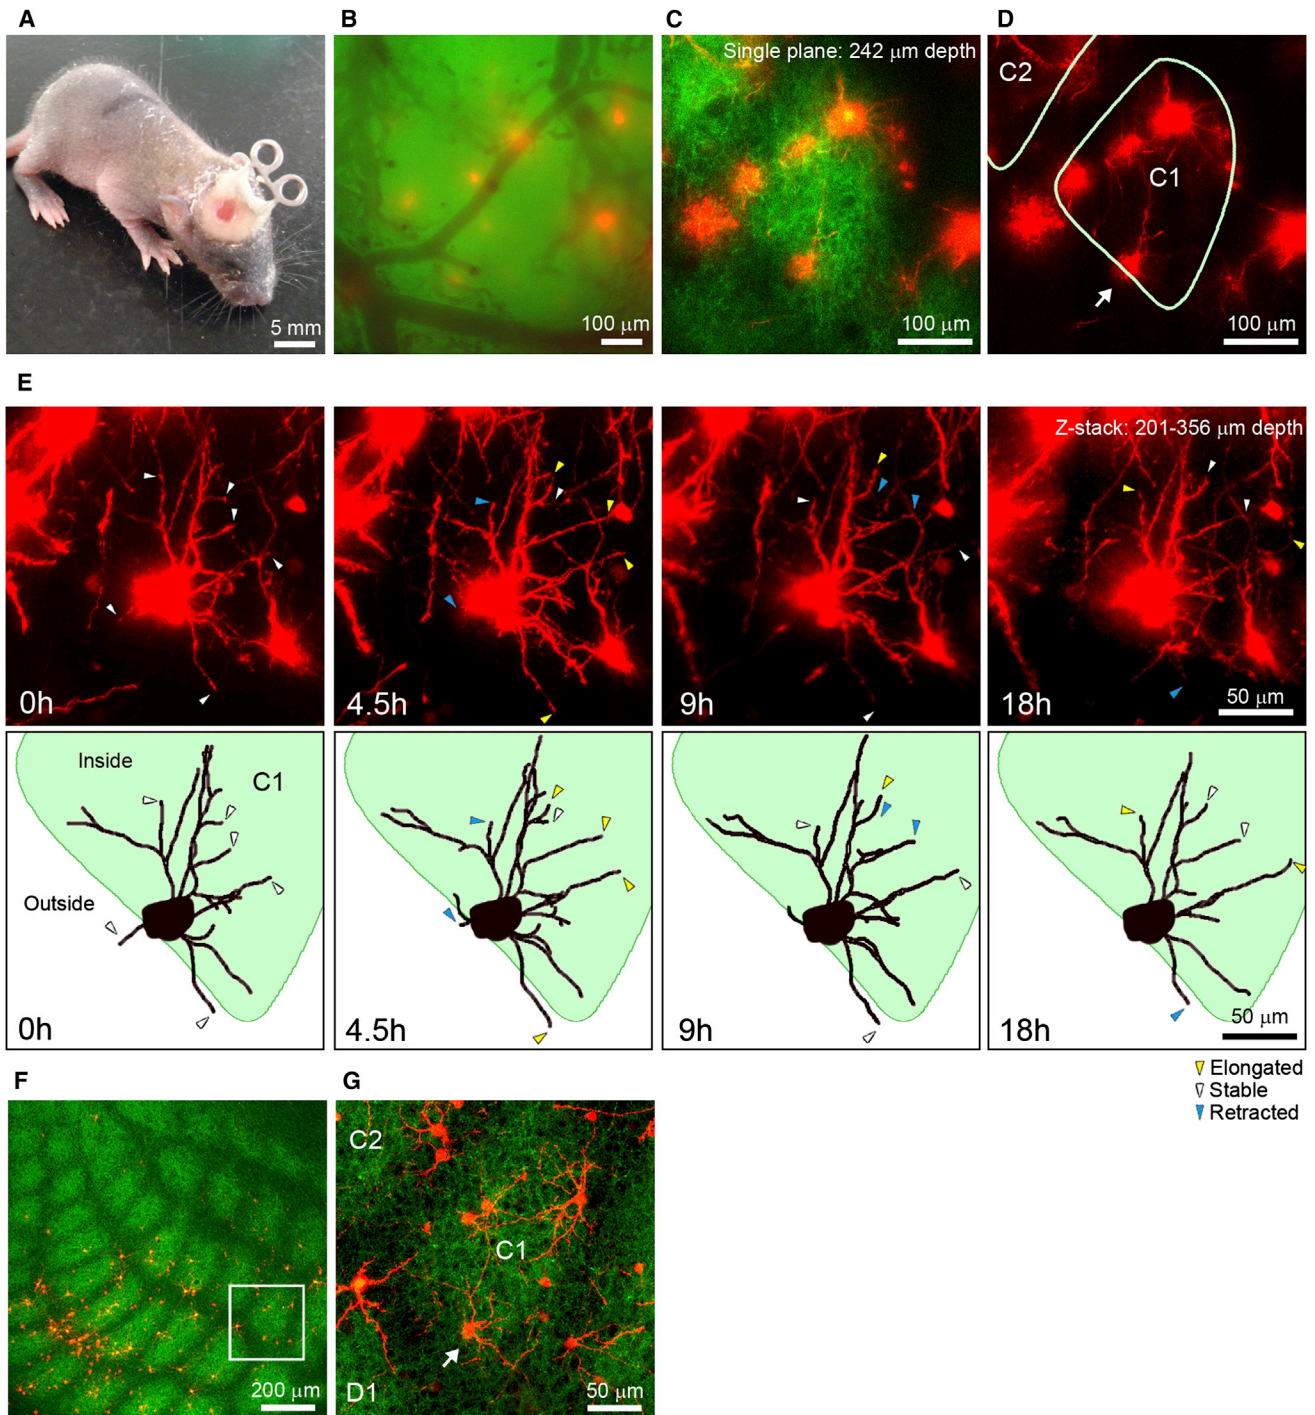 A
B
C
D
5 mm
100 μm
Single plane: 242 μm depth
100 μm
C2
C1
100 μm
E
0h
4.5h
9h
Z-stack: 201-356 μm depth
18h
50 μm
Inside
C1
Outside
0h
4.5h
9h
18h
50 μm
Elongated
Stable
Retracted
F
G
200 μm
C2
C1
D1
50 μm